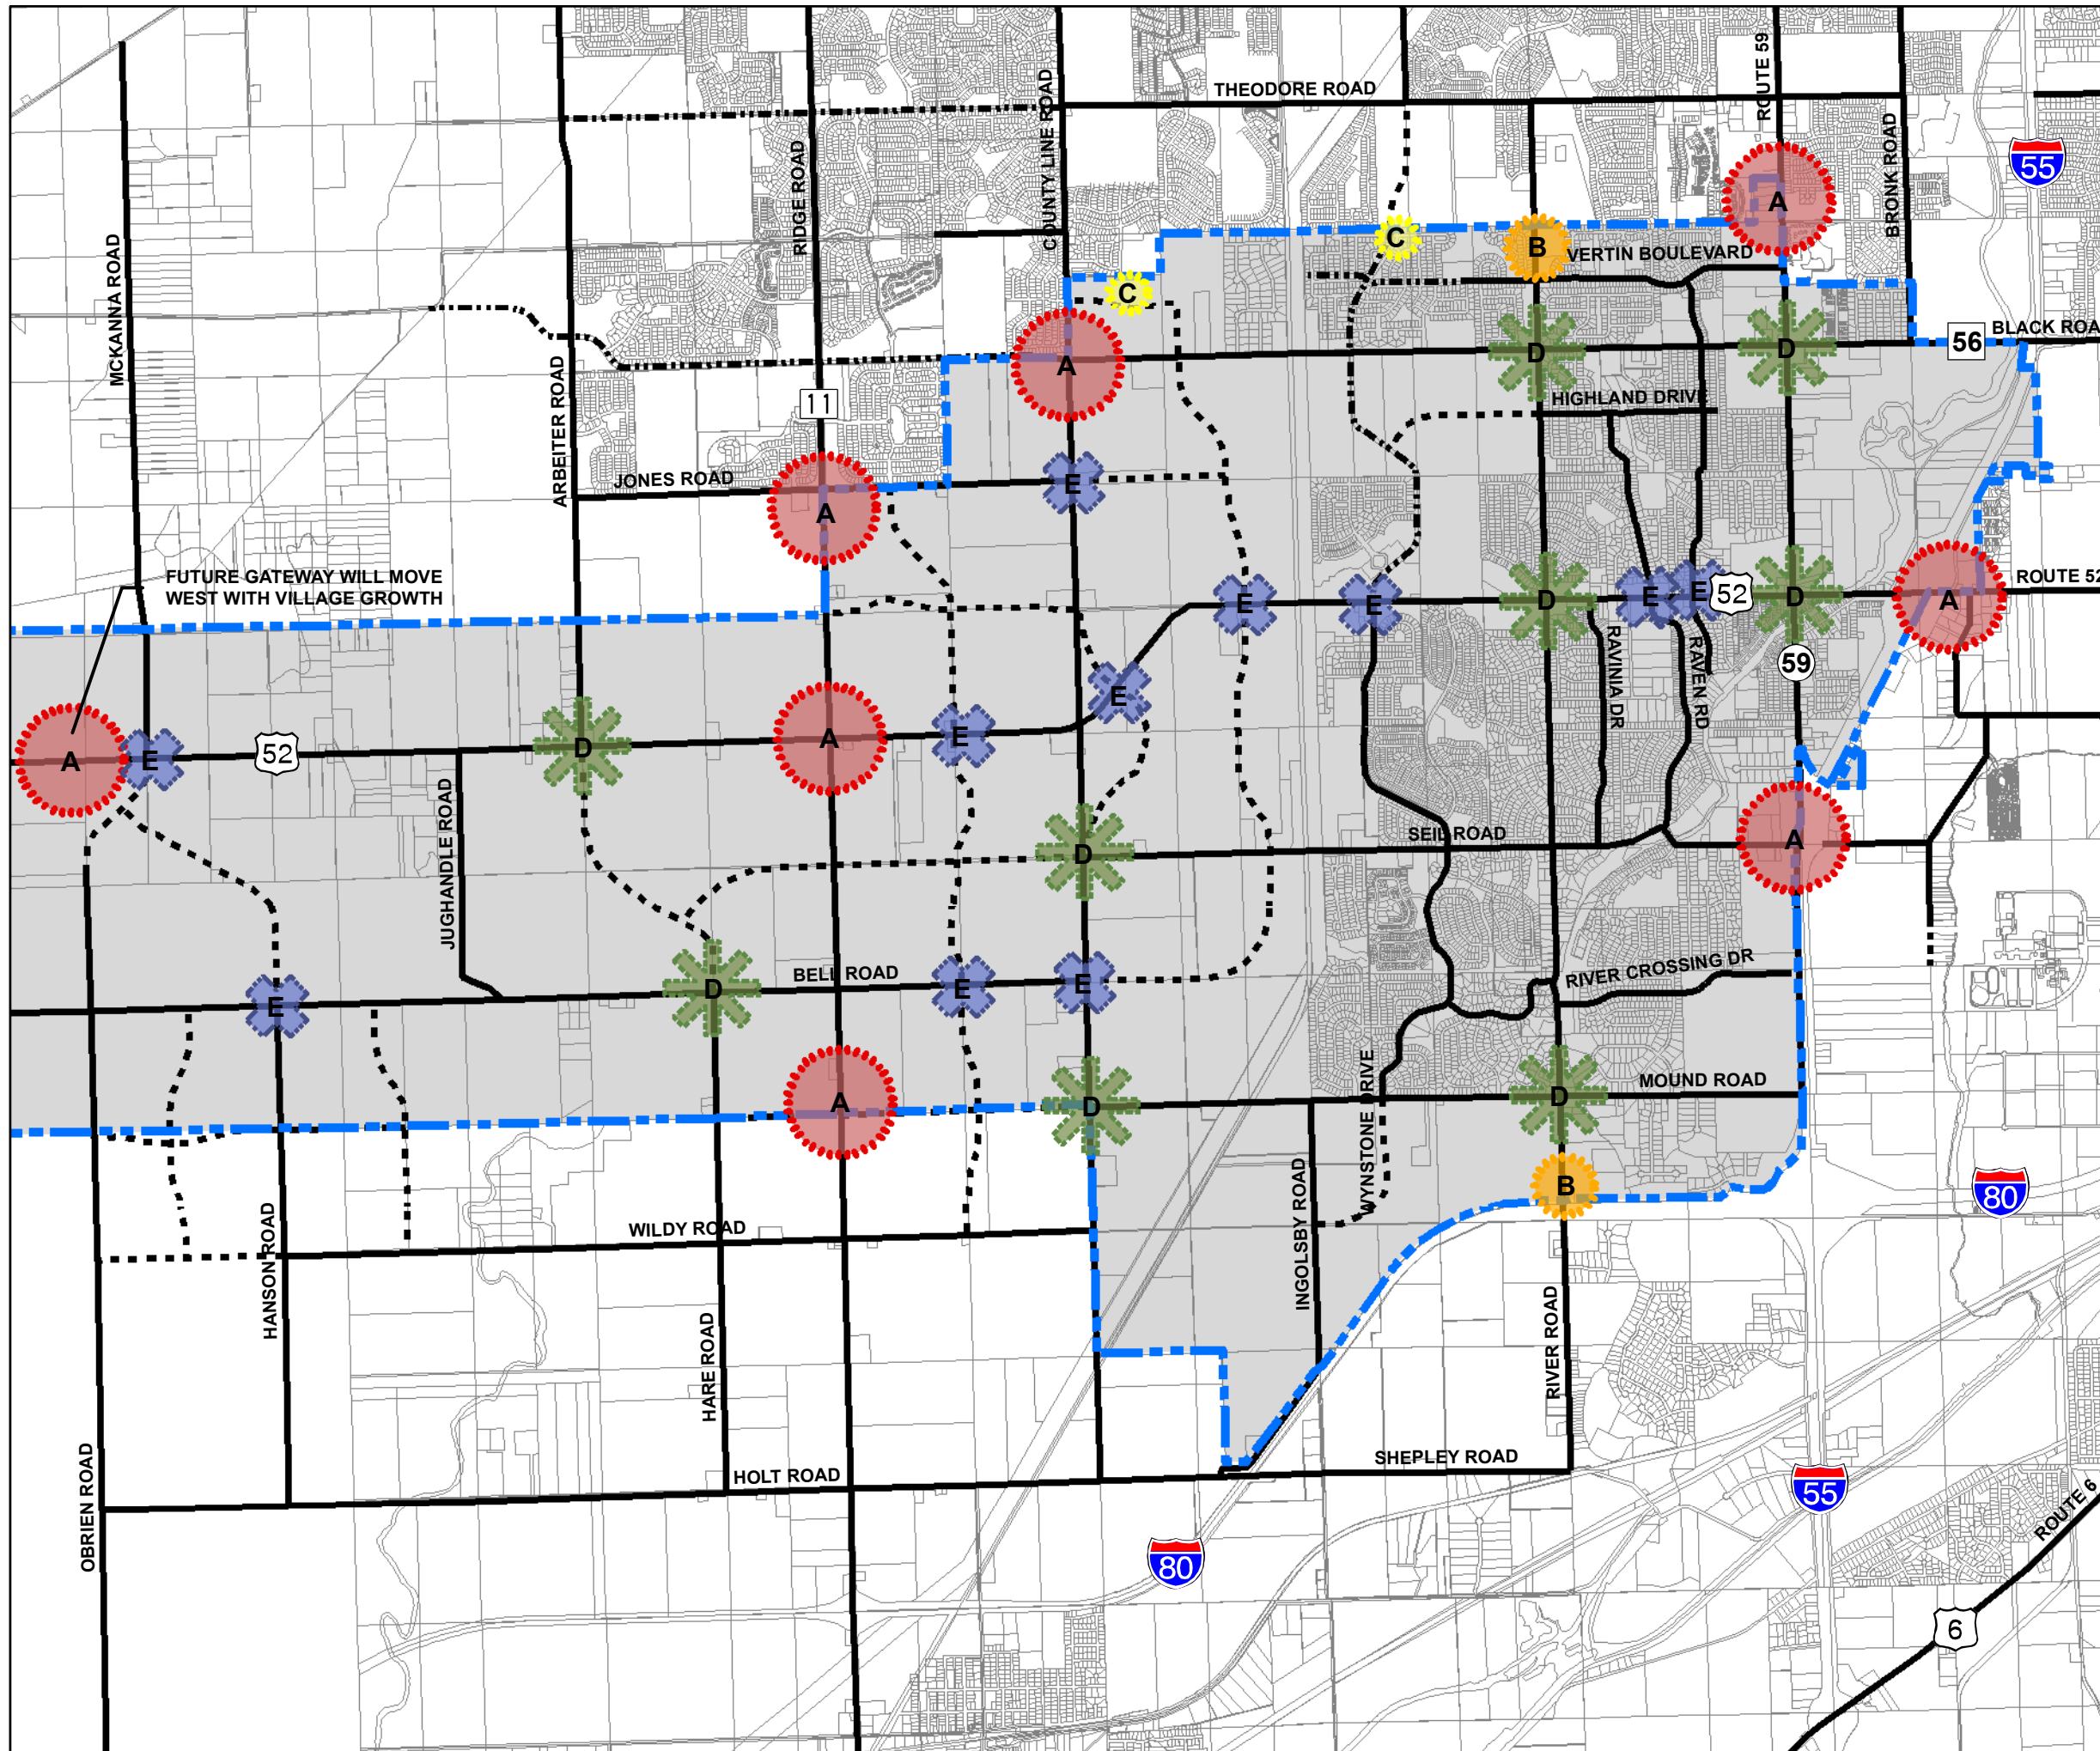 THEODORE ROAD
ROUTE 59
COUNTY LINE ROAD
RIDGE ROAD
BRONK ROAD
55
MCKANNA ROAD
A
C
B
VERTIN BOULEVARD
C
56
BLACK ROA
A
D
D
ARBEITER ROAD
11
HIGHLAND DRIVE
JONES ROAD
E
A
FUTURE GATEWAY WILL MOVE
WEST WITH VILLAGE GROWTH
ROUTE 52
E
E
D
E
E
52
D
A
RAVINIA DR
RAVEN RD
59
E
A
E
52
D
A
E
JUGHANDLE ROAD
SEIL ROAD
D
A
BELL ROAD
RIVER CROSSING DR
E
D
E
E
WYNSTONE DRIVE
MOUND ROAD
A
D
D
B
80
HANSON ROAD
WILDY ROAD
INGOLSBY ROAD
HARE ROAD
RIVER ROAD
OBRIEN ROAD
HOLT ROAD
SHEPLEY ROAD
55
ROUTE 6
80
6